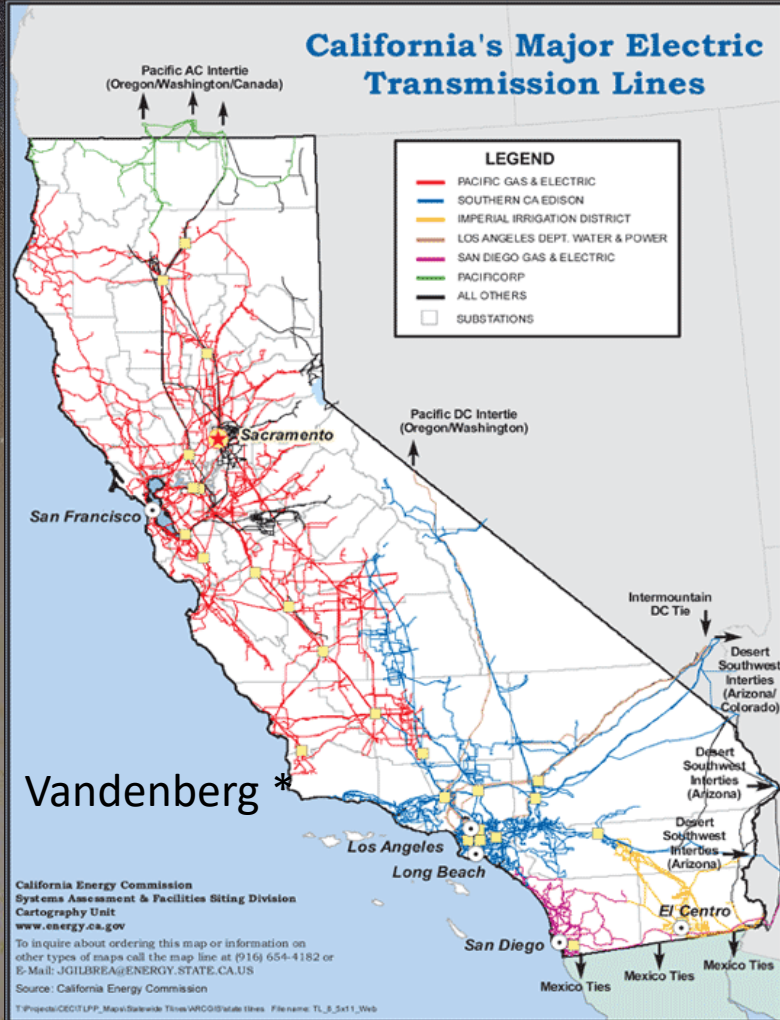 California's Major Electric
Transmission Lines
Pacific AC Intertie
(Oregon/Washington/Canada)
LEGEND
PACIFIC GAS & ELECTRIC
SOUTHERN CA EDISON
IMPERIAL IRRIGATION DISTRICT
LOS ANGELES DEPT. WATER & POWER
SAN DIEGO GAS & ELECTRIC
PACIFICORP
ALL OTHERS
SUBSTATIONS
Pacific DC Intertie
(Oregon/Washington)
Sacramento
San Francisco
Intermountain
DC Tie
Desert
Southwest
Interties
(Arizona/
Colorado)
Desert
Southwest
Interties
(Arizona)
Vandenberg *
Desert
Southwest
Interties
(Arizona)
Los Angeles
Long Beach
El Centro
San Diego
Mexico Ties
Mexico Ties
Mexico Ties
California Energy Commission
Systems Assessment & Facilities Siting Division
Cartography Unit
www.energy.ca.gov
To inquire about ordering this map or information on
other types of maps call the map line at (916) 654-4182 or
E-Mail: JGILBREA@ENERGY.STATE.CA.US
Source: California Energy Commission